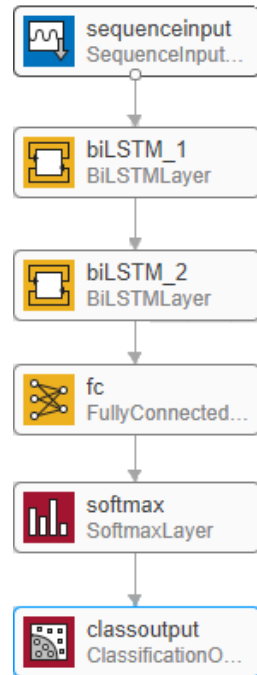 sequenceinput
SequenceInput...
biLSTM_1
BiLSTMLayer
biLSTM_2
BiLSTMLayer
fc
FullyConnected...
softmax
SoftmaxLayer
classoutput
ClassificationO...